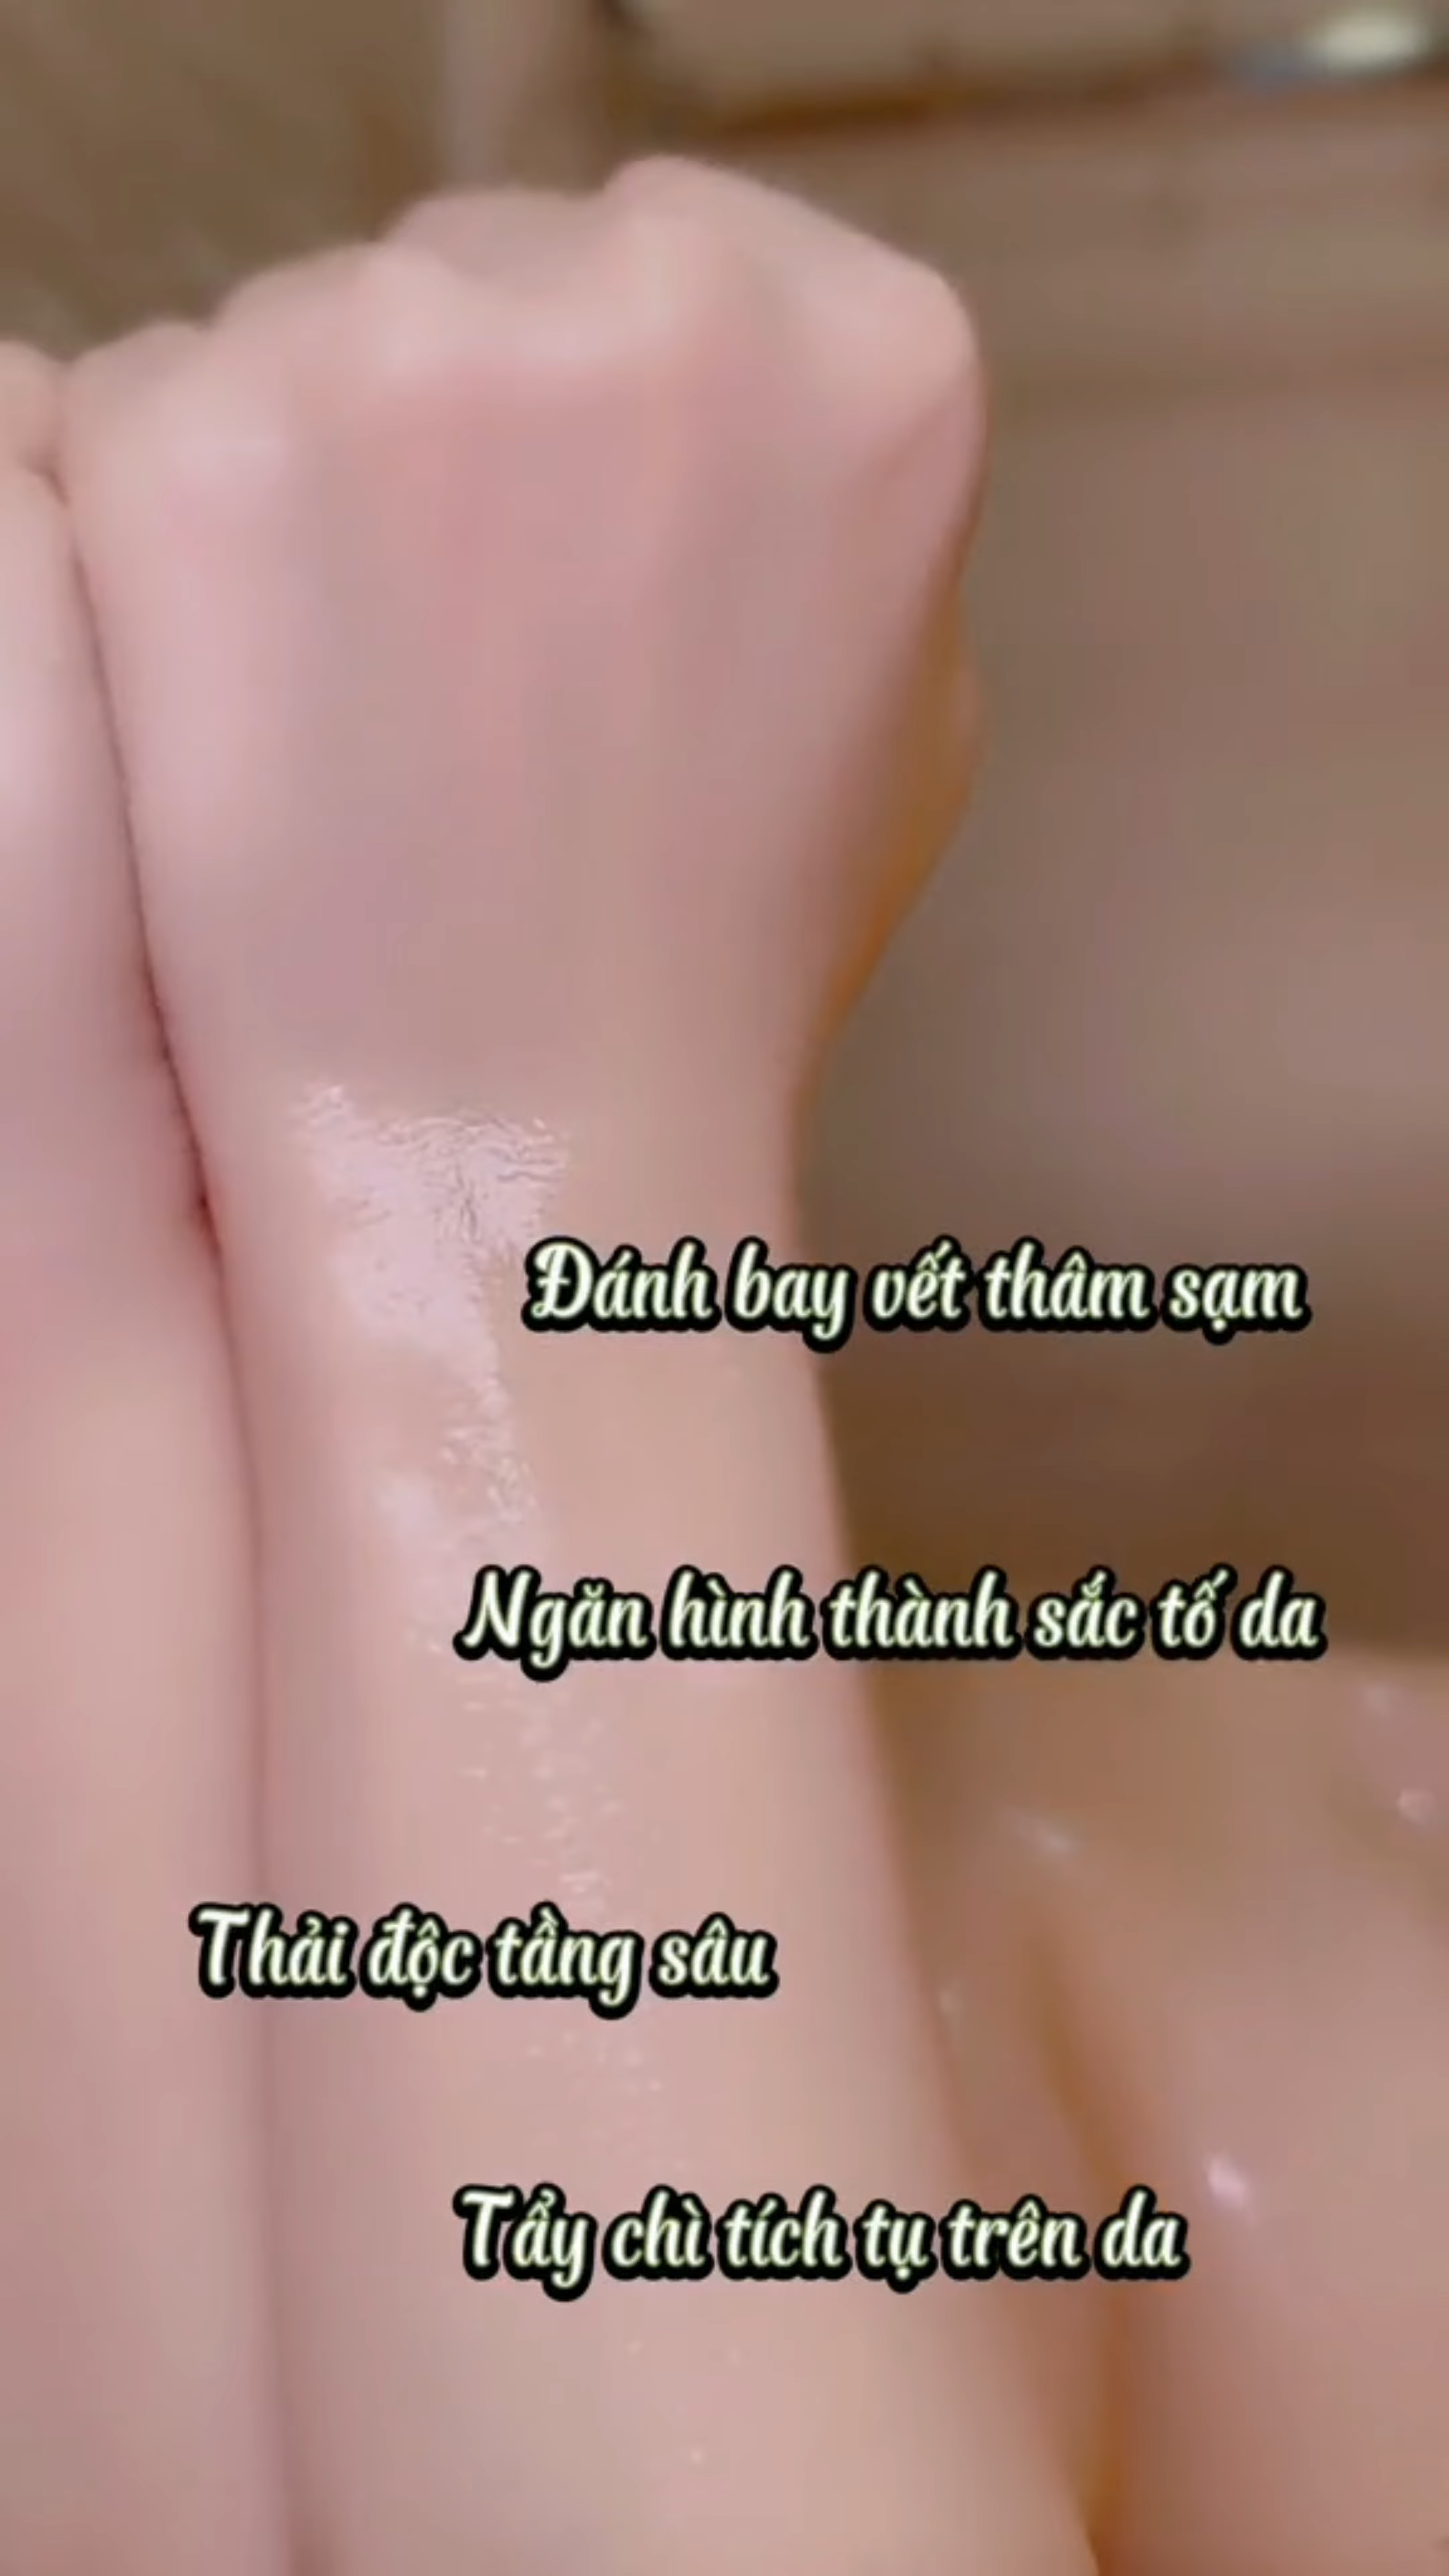 Đánh bay vết thâm sạm
Ngăn hình thành sắc tố da
Thải độc tầng sâu
Tẩy chì tích tụ trên da